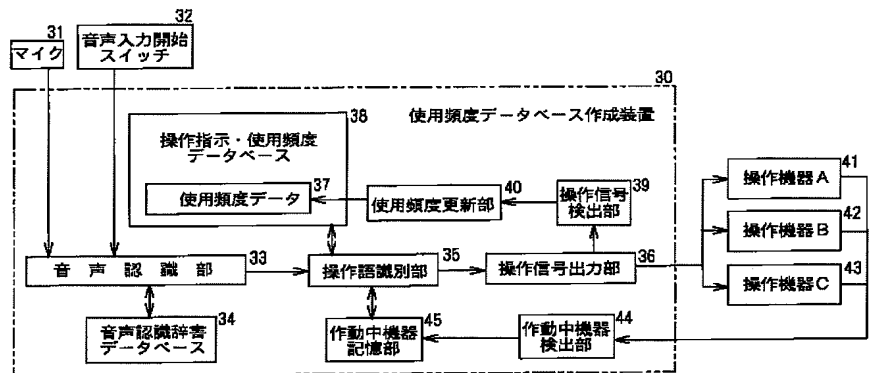 31
マイク
32
音声入力開始
スイッチ
30
使用頻度データベース作成装置
38
操作指示・使用頻度
データベース
37
使用頻度データ
40
使用頻度更新部
39
操作信号
検出部
41
操作機器A
42
操作機器B
43
操作機器C
33
音声認識部
35
操作語識別部
36
操作信号出力部
34
音声認識辞書
データベース
45
作動中機器
記憶部
44
作動中機器
検出部